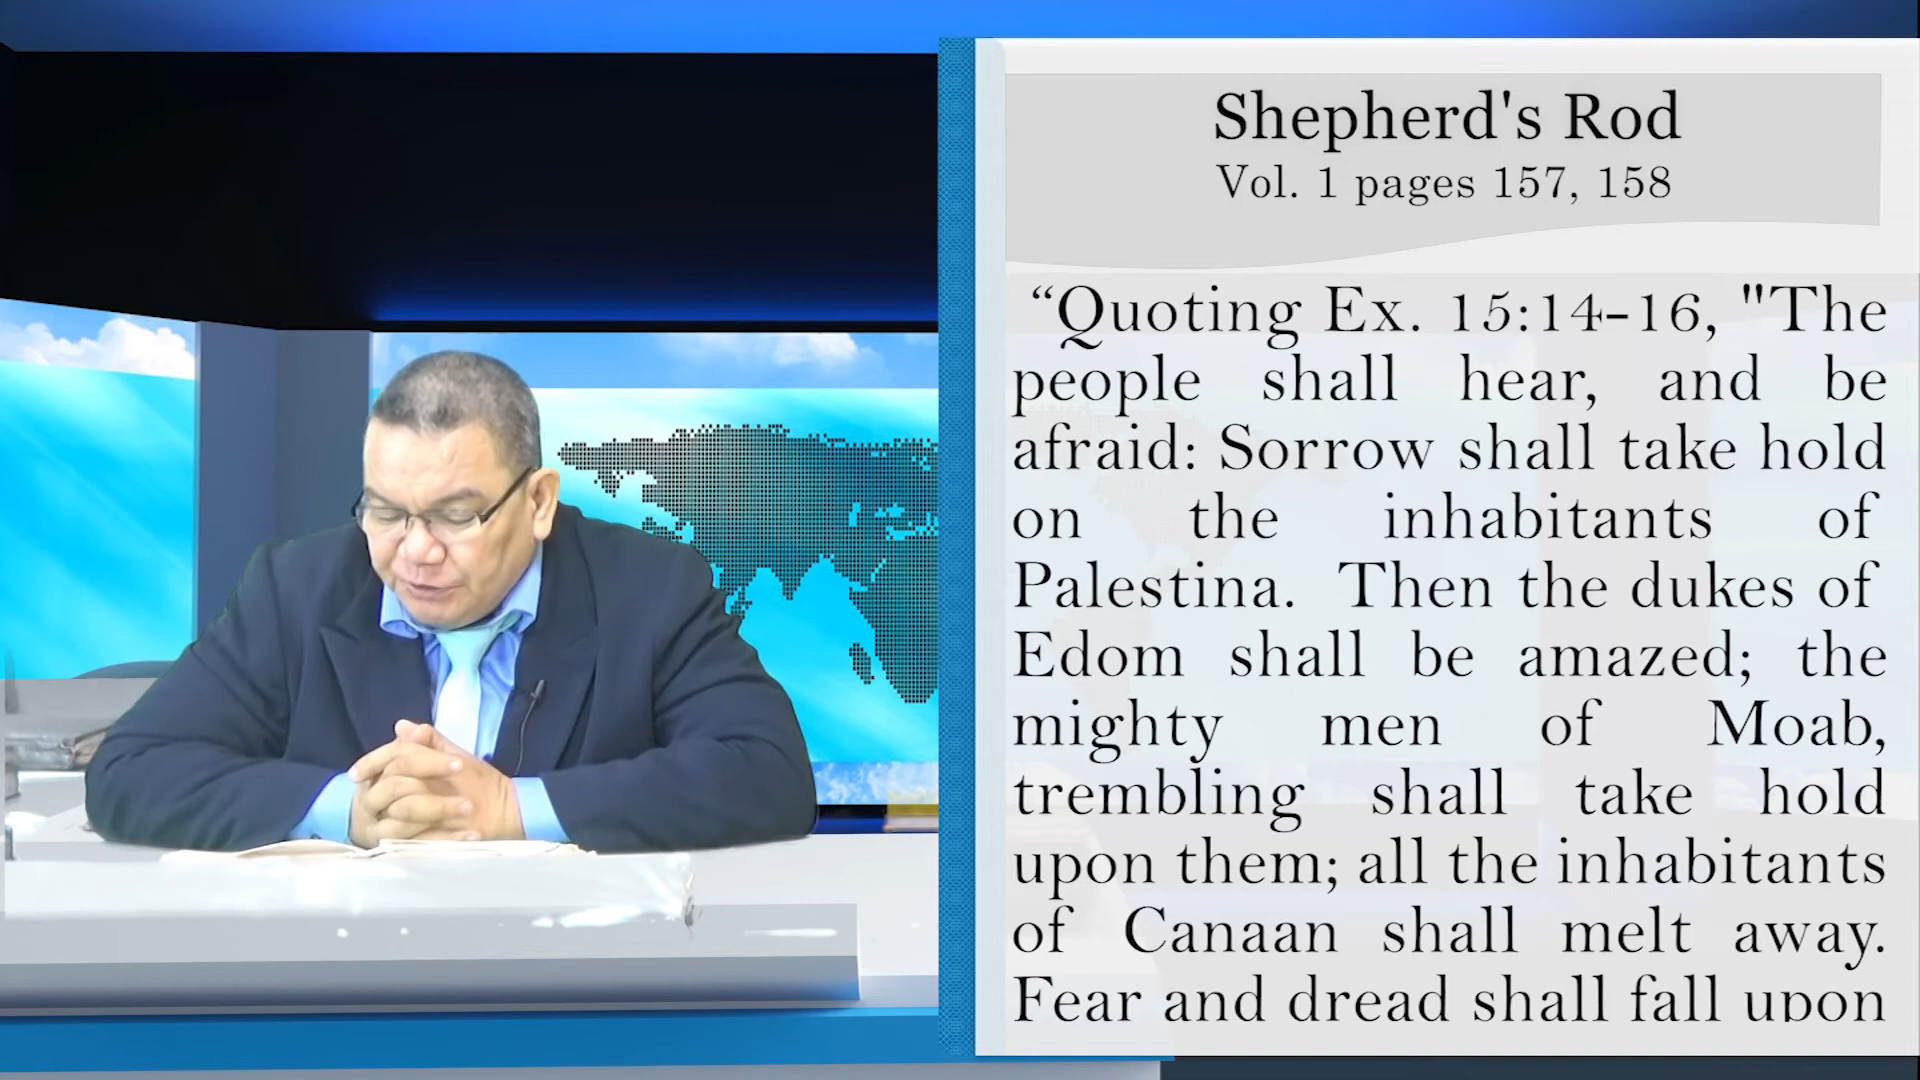 Shepherd's Rod
Vol. 1 pages 157, 158
“Quoting Ex. 15:14-16, "The
people shall hear, and be
afraid: Sorrow shall take hold
on the inhabitants of
Palestina. Then the dukes of
Edom shall be amazed; the
mighty men of Moab,
trembling shall take hold
upon them; all the inhabitants
of Canaan shall melt away.
Fear and dread shall fall upon